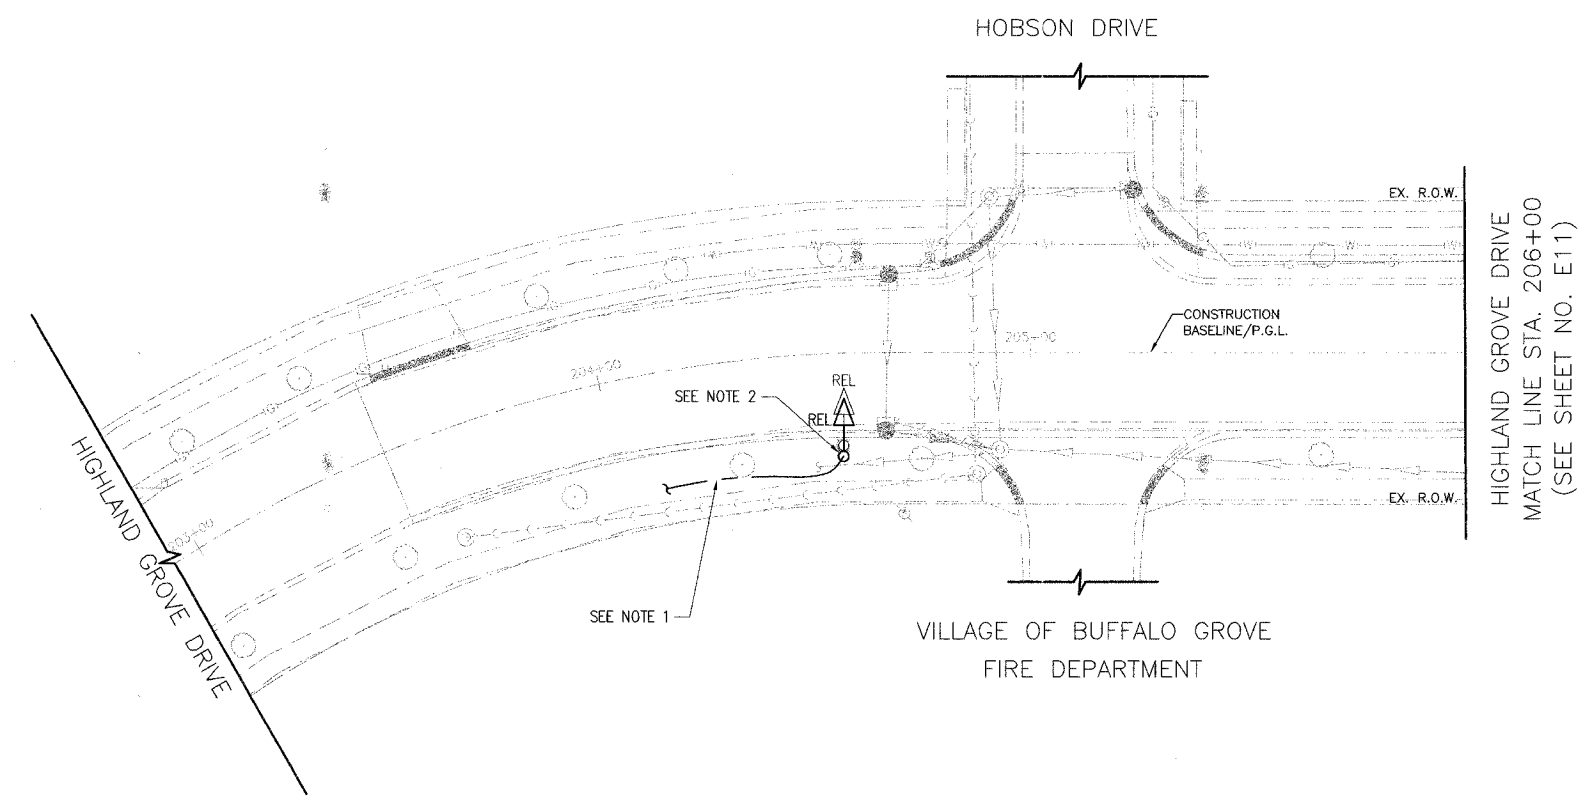 HOBSON DRIVE
EX. R.O.W.
CONSTRUCTION
BASELINE/P.G.L.
205+00
204+00
REL
SEE NOTE 2
REL
HIGHLAND GROVE DRIVE
MATCH LINE STA. 206+00
(SEE SHEET NO. E11)
EX. R.O.W.
203+00
HIGHLAND GROVE DRIVE
SEE NOTE 1
VILLAGE OF BUFFALO GROVE
FIRE DEPARTMENT